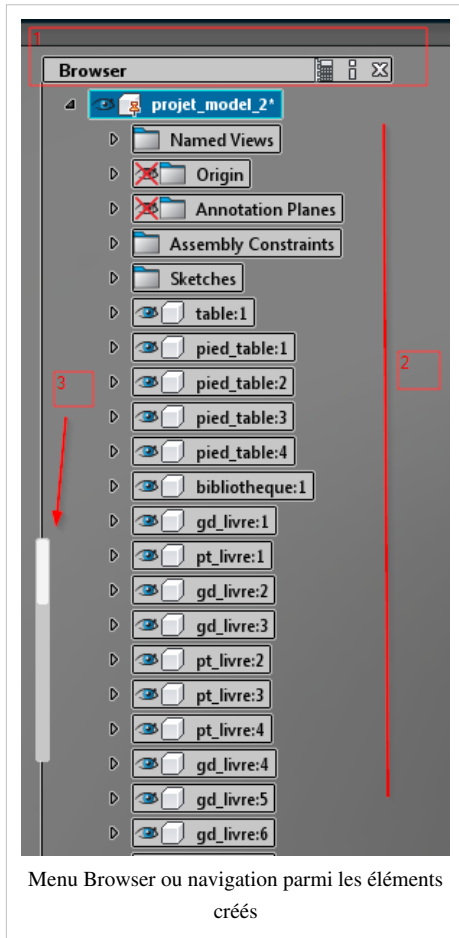 1
Browser
projet_model_2*
Named Views
Origin
Annotation Planes
Assembly Constraints
Sketches
table:1
pied_table:1
2
3
pied_table:2
pied_table:3
pied_table:4
bibliotheque:1
gd_livre:1
pt_livre:1
gd_livre:2
gd_livre:3
pt_livre:2
pt_livre:3
pt_livre:4
gd_livre:4
gd_livre:5
gd_livre:6
Menu Browser ou navigation parmi les éléments
créés